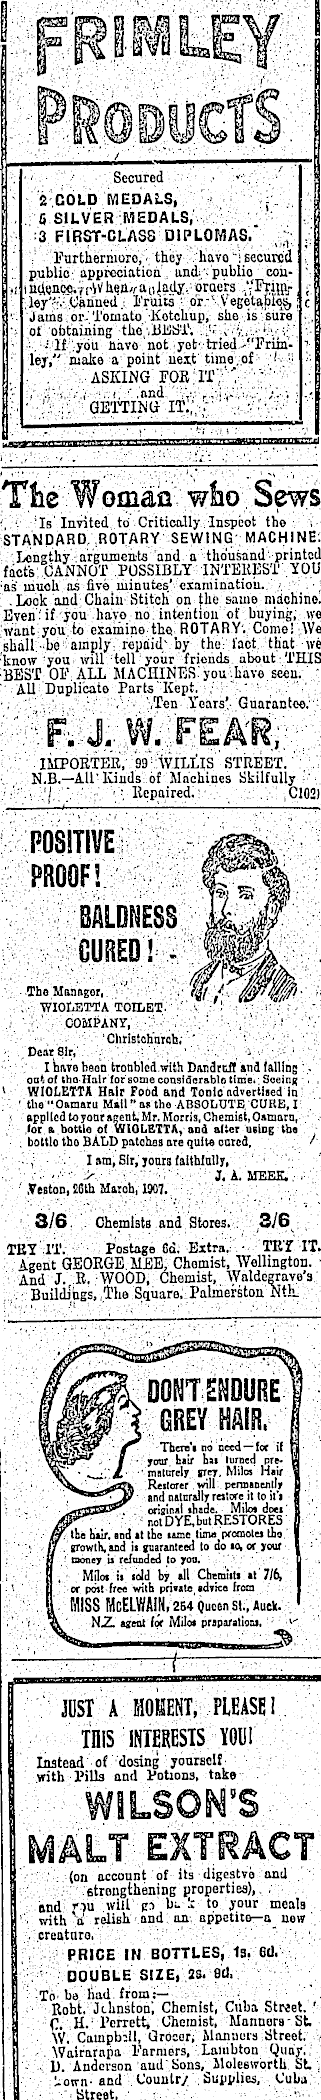 FRIMLEY
PRODUCTS
Secured
2 GOLD MEDALS,
5 SILVER MEDALS,
3 FIRST-CLASS DIPLOMAS.
Furthermore, they have secured
public appreciation and public con-
fidence. When a lady orders "Frim-
ley" Canned Fruits or Vegetables,
Jams or Tomato Ketchup, she is sure
of obtaining the BEST.
If you have not yet tried "Frim-
ley," make a point next time of
ASKING FOR IT
and
GETTING IT.
The Woman who Sews
Is Invited to Critically Inspect the
STANDARD ROTARY SEWING MACHINE.
Lengthy arguments and a thousand printed
facts CANNOT POSSIBLY INTEREST YOU
as much as five minutes' examination.
Lock and Chain Stitch on the same machine.
Even if you have no intention of buying, we
want you to examine the ROTARY. Come! We
shall be amply repaid by the fact that we
know you will tell your friends about THIS
BEST OF ALL MACHINES you have seen.
All Duplicate Parts Kept.
Ten Years' Guarantee.
F. J. W. FEAR,
IMPORTER, 99 WILLIS STREET.
N.B.—All Kinds of Machines Skilfully
Repaired. C102)
POSITIVE
PROOF!
BALDNESS
CURED!
The Manager,
WIOLETTA TOILET
COMPANY,
Christchurch.
Dear Sir,
I have been troubled with Dandruff and falling
out of the Hair for some considerable time. Seeing
WIOLETTA Hair Food and Tonic advertised in
the "Oamaru Mail" as the ABSOLUTE CURE, I
applied to your agent, Mr. Morris, Chemist, Oamaru,
for a bottle of WIOLETTA, and after using the
bottle the BALD patches are quite cured.
I am, Sir, yours faithfully,
J. A. MEEK.
Weston, 26th March, 1907.
3/6 Chemists and Stores. 3/6
TRY IT. Postage 6d. Extra. TRY IT.
Agent GEORGE MEE, Chemist, Wellington.
And J. R. WOOD, Chemist, Waldegrave's
Buildings, The Square, Palmerston Nth.
DON'T ENDURE
GREY HAIR.
There's no need—for if
your hair has turned pre-
maturely grey, Milos Hair
Restorer will permanently
and naturally restore it to it's
original shade. Milos does
not DYE, but RESTORES
the hair, and at the same time promotes the
growth, and is guaranteed to do so, or your
money is refunded to you.
Milos is sold by all Chemists at 7/6,
or post free with private advice from
MISS McELWAIN, 254 Queen St., Auck.
N.Z. agent for Milos preparations.
JUST A MOMENT, PLEASE!
THIS INTERESTS YOU!
Instead of dosing yourself
with Pills and Potions, take
WILSON'S
MALT EXTRACT
(on account of its digestve and
strengthening properties),
and you will go back to your meals
with a relish and an appetite—a new
creature.
PRICE IN BOTTLES, 1s. 6d.
DOUBLE SIZE, 2s. 9d.
To be had from:—
Robt. Johnston, Chemist, Cuba Street.
C. H. Perrett, Chemist, Manners St.
W. Campbell, Grocer, Manners Street.
Wairarapa Farmers, Lambton Quay.
D. Anderson and Sons, Molesworth St.
Town and Country Supplies, Cuba
Street.